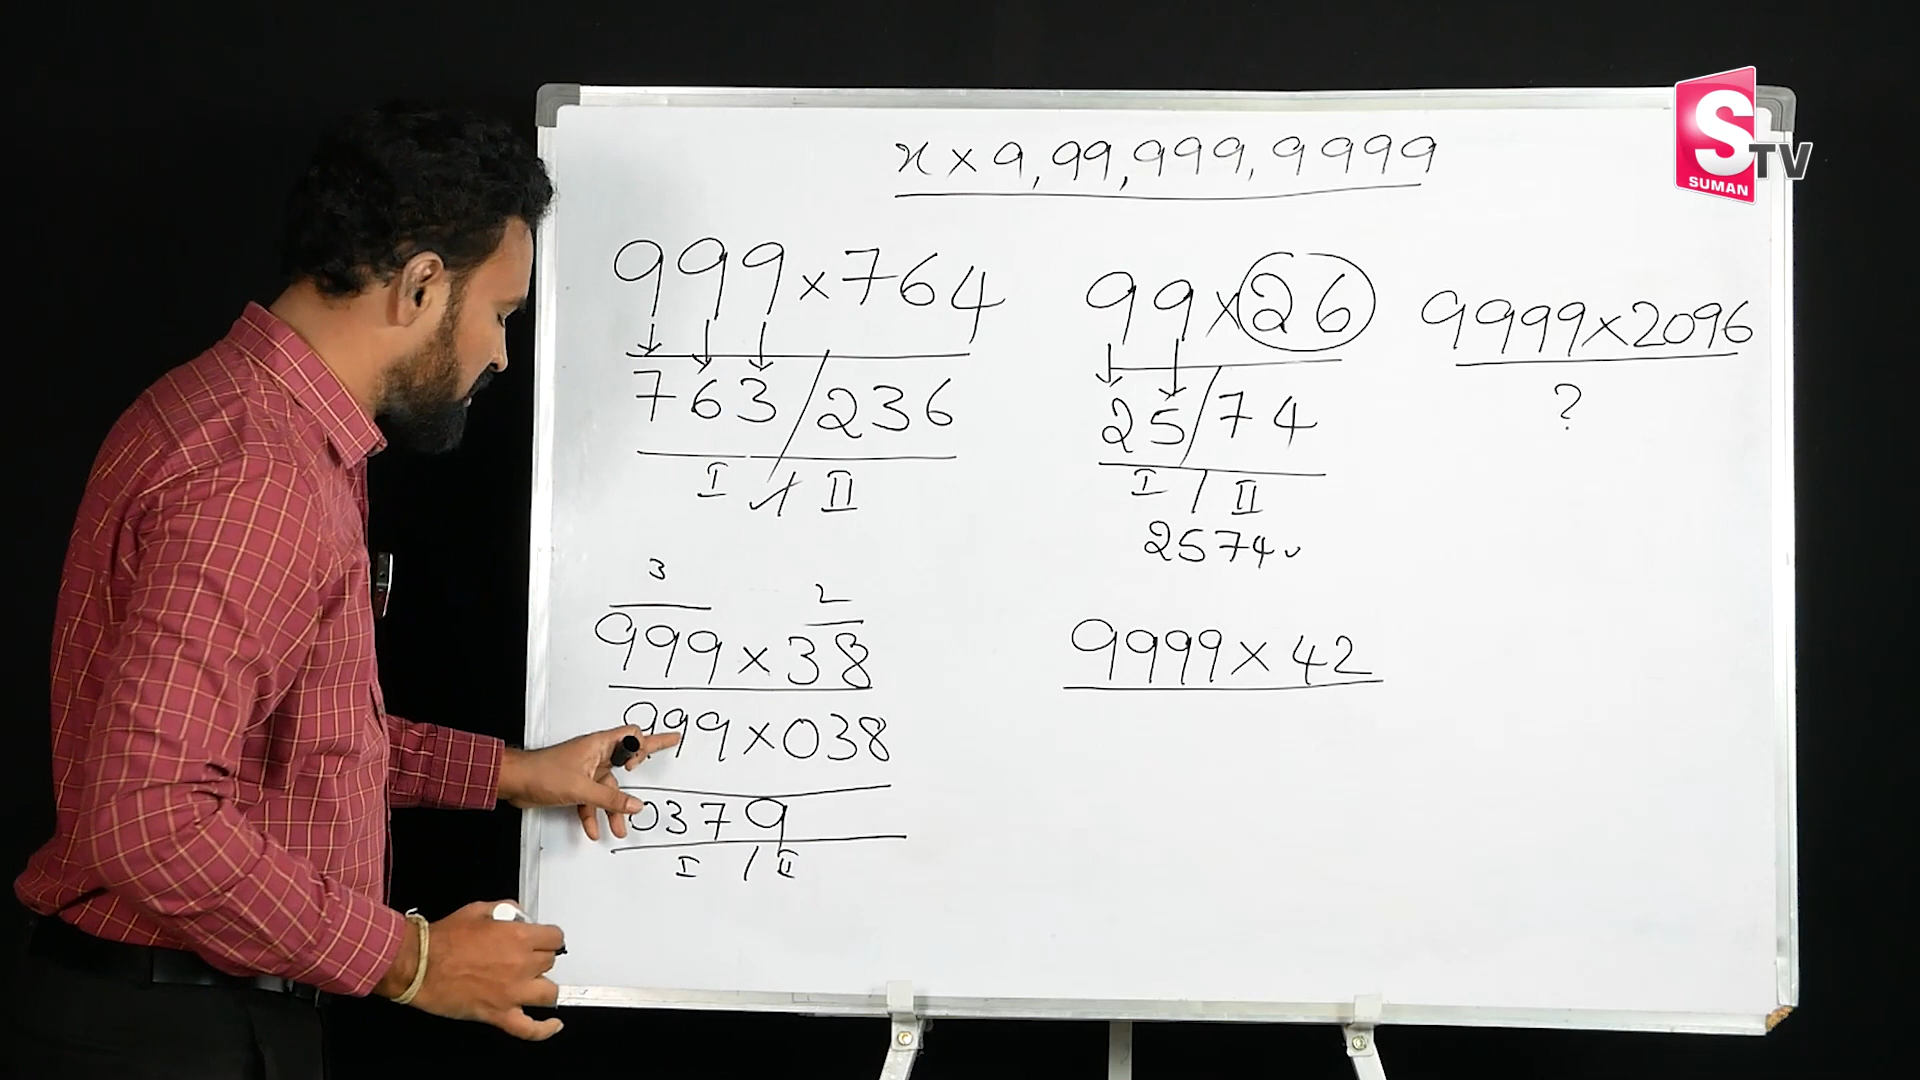 x × 9, 99, 999, 9999
999 × 764
763 / 236
I / II
99 × 26
25 / 74
I / II
2574
9999 × 2096
?
3 2
999 × 38
999 × 038
0379
I / II
9999 × 42
S TV
SUMAN